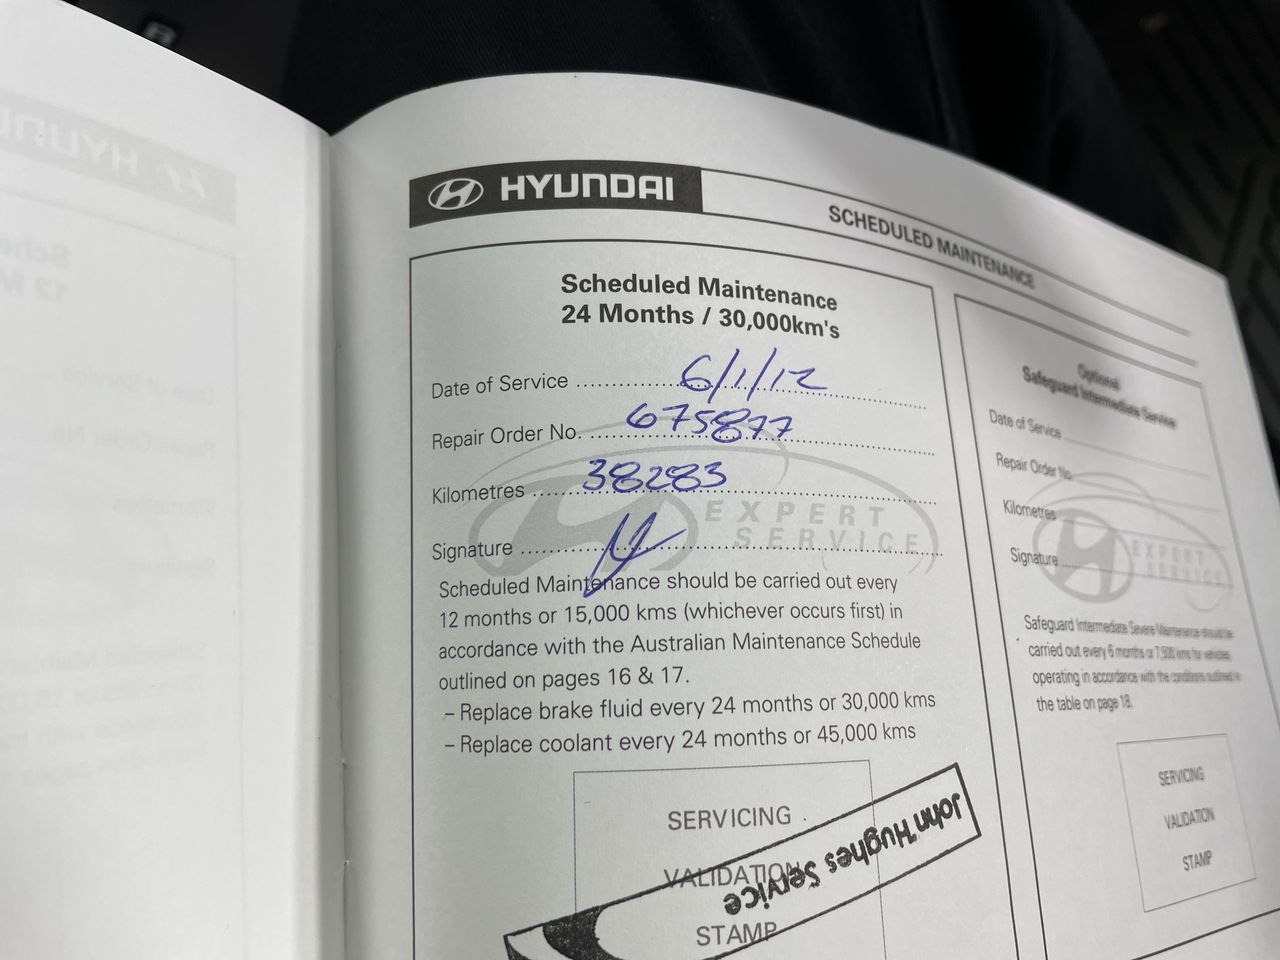 HYUNDAI
SCHEDULED MAINTENANCE
Scheduled Maintenance
24 Months / 30,000km's
Date of Service 6/1/12
Repair Order No. 675877
Kilometres 38283
EXPERT
SERVICE
Signature
Scheduled Maintenance should be carried out every
12 months or 15,000 kms (whichever occurs first) in
accordance with the Australian Maintenance Schedule
outlined on pages 16 & 17.
– Replace brake fluid every 24 months or 30,000 kms
– Replace coolant every 24 months or 45,000 kms
SERVICING
VALIDATION
STAMP
John Hughes Service
Optional
Safeguard Intermediate Service
Date of Service
Repair Order No.
Kilometres
EXPERT
SERVICE
Signature
Safeguard Intermediate Severe Maintenance should be
carried out every 6 months or 7,500 kms for vehicles
operating in accordance with the conditions outlined in
the table on page 18.
SERVICING
VALIDATION
STAMP